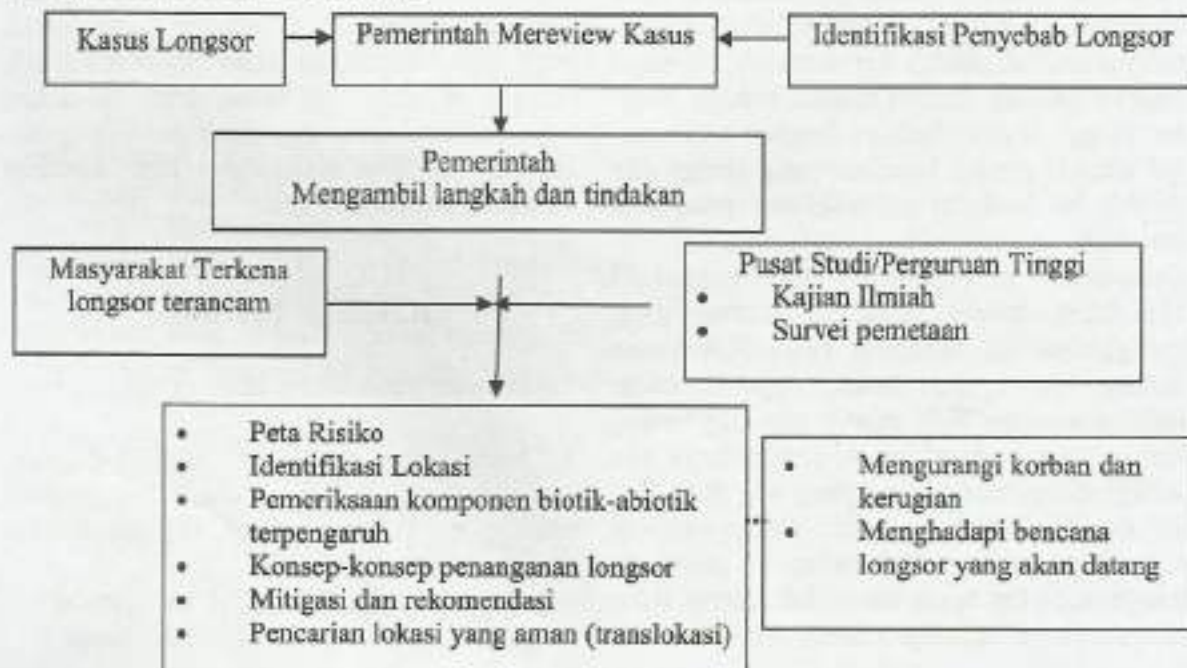 Kasus Longsor
Pemerintah Mereview Kasus
Identifikasi Penyebab Longsor
Pemerintah
Mengambil langkah dan tindakan
Masyarakat Terkena
longsor terancam
Pusat Studi/Perguruan Tinggi
• Kajian Ilmiah
• Survei pemetaan
• Peta Risiko
• Identifikasi Lokasi
• Pemeriksaan komponen biotik-abiotik
terpengaruh
• Konsep-konsep penanganan longsor
• Mitigasi dan rekomendasi
• Pencarian lokasi yang aman (translokasi)
• Mengurangi korban dan
kerugian
• Menghadapi bencana
longsor yang akan datang